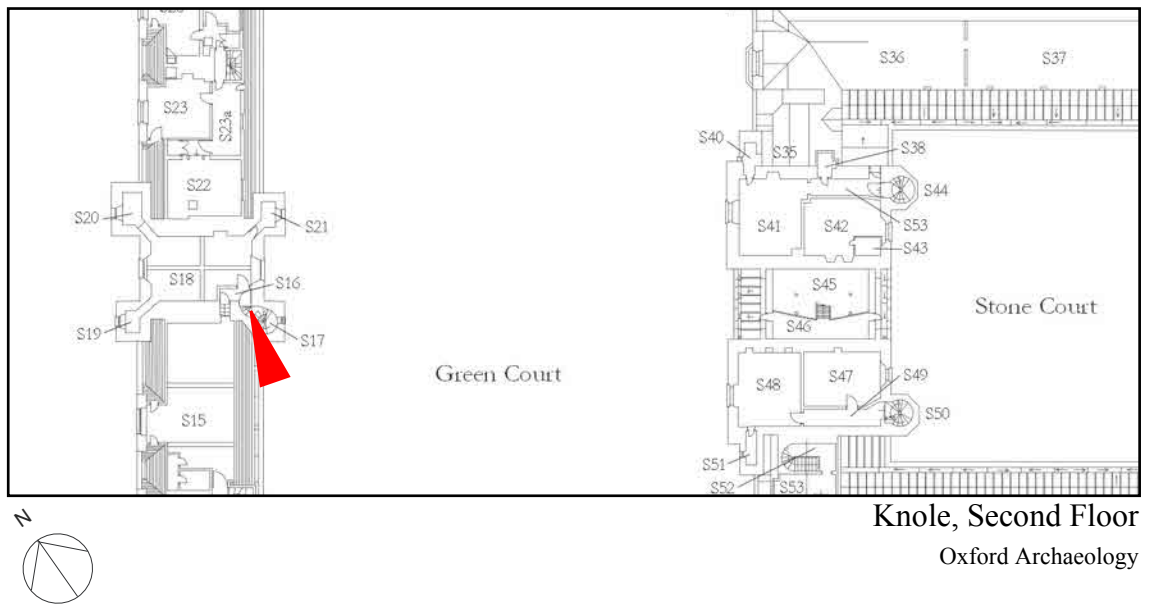 S36
S37
S23
S23a
S40
S35
S38
S22
S44
S20
S21
S41
S42
S53
S43
S18
S16
S45
Stone Court
S19
S17
S46
Green Court
S48
S47
S49
S50
S15
S51
S52
S53
N
Knole, Second Floor
Oxford Archaeology